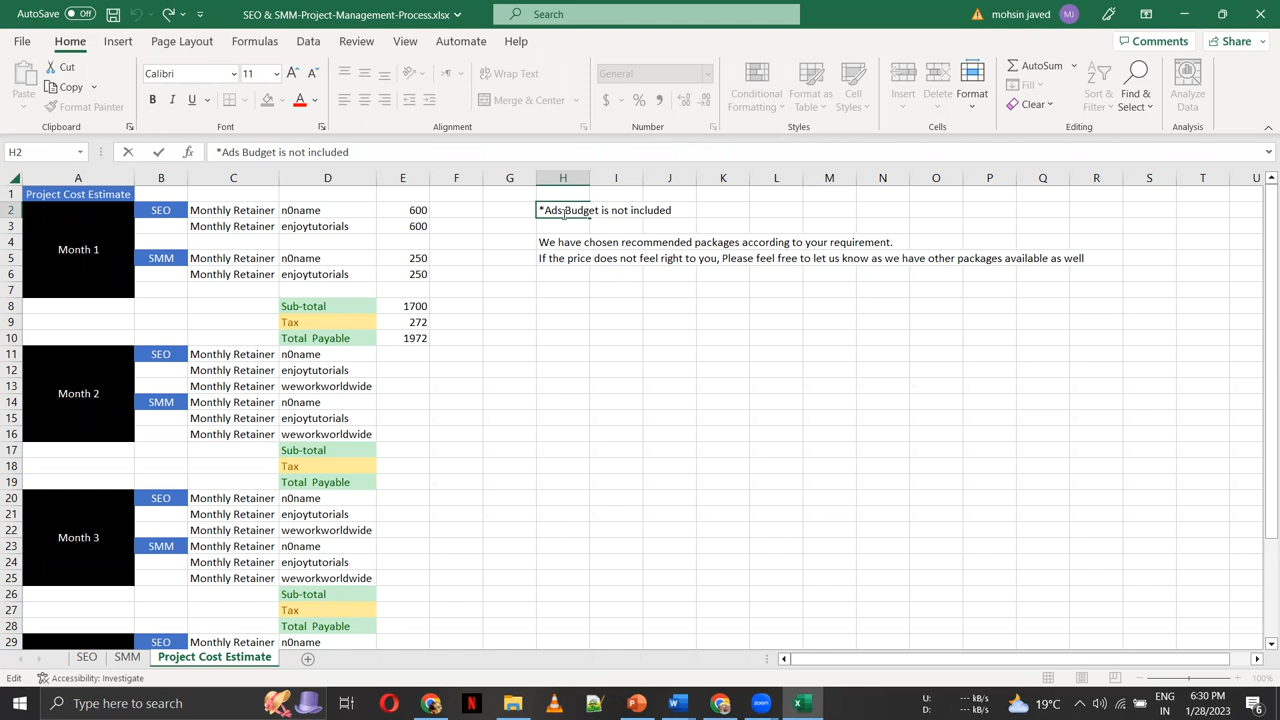 AutoSave Off SEO & SMM-Project-Management-Process.xlsx Search mohsin javed MJ
File Home Insert Page Layout Formulas Data Review View Automate Help Comments Share
Paste Cut Copy Format Painter Clipboard
Calibri 11 Font
Wrap Text Merge & Center Alignment
General Number
Conditional Formatting Format as Table Cell Styles Styles
Insert Delete Format Cells
AutoSum Fill Clear Sort & Filter Find & Select Editing
Analyze Data Analysis
H2 fx *Ads Budget is not included
A B C D E F G H I J K L M N O P Q R S T U
1 Project Cost Estimate
2 SEO Monthly Retainer n0name 600 *Ads Budget is not included
3 Monthly Retainer enjoytutorials 600
Month 1
4 We have chosen recommended packages according to your requirement.
5 SMM Monthly Retainer n0name 250 If the price does not feel right to you, Please feel free to let us know as we have other packages available as well
6 Monthly Retainer enjoytutorials 250
7
8 Sub-total 1700
9 Tax 272
10 Total Payable 1972
11 SEO Monthly Retainer n0name
12 Monthly Retainer enjoytutorials
13 Monthly Retainer weworkworldwide
Month 2
14 SMM Monthly Retainer n0name
15 Monthly Retainer enjoytutorials
16 Monthly Retainer weworkworldwide
17 Sub-total
18 Tax
19 Total Payable
20 SEO Monthly Retainer n0name
21 Monthly Retainer enjoytutorials
22 Monthly Retainer weworkworldwide
Month 3
23 SMM Monthly Retainer n0name
24 Monthly Retainer enjoytutorials
25 Monthly Retainer weworkworldwide
26 Sub-total
27 Tax
28 Total Payable
29 SEO Monthly Retainer n0name
SEO SMM Project Cost Estimate
Edit Accessibility: Investigate 100%
Type here to search U: --- kB/s 19°C ENG 6:30 PM
D: --- kB/s IN 1/28/2023